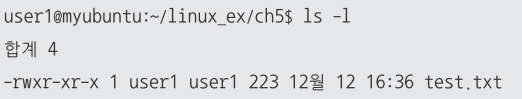 user1@myubuntu:~/linux_ex/ch5$ ls -l
합계 4
-rwxr-xr-x 1 user1 user1 223 12월 12 16:36 test.txt